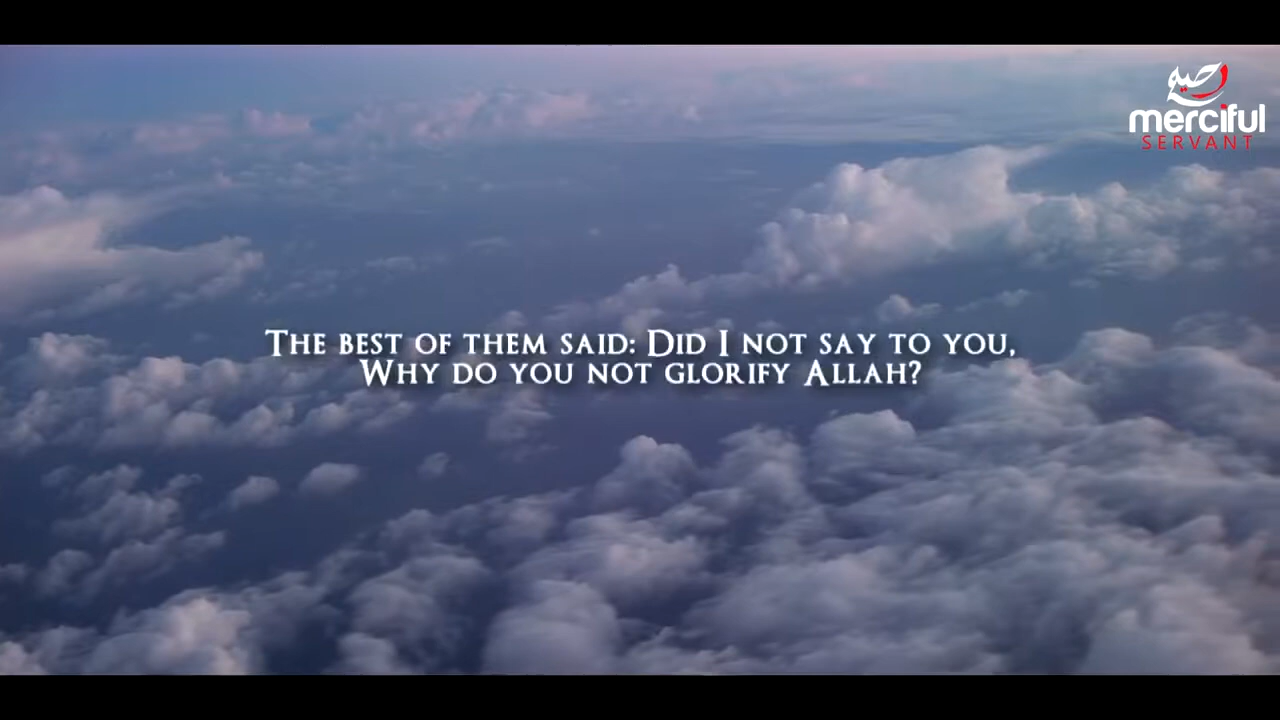 merciful
SERVANT
The best of them said: Did I not say to you,
Why do you not glorify Allah?